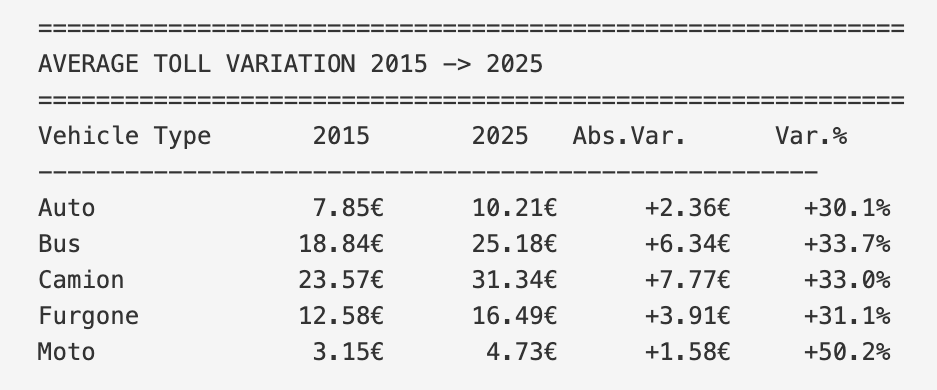 ============================================================
AVERAGE TOLL VARIATION 2015 -> 2025
============================================================
Vehicle Type       2015       2025   Abs.Var.      Var.%
------------------------------------------------------
Auto               7.85€      10.21€      +2.36€     +30.1%
Bus               18.84€      25.18€      +6.34€     +33.7%
Camion            23.57€      31.34€      +7.77€     +33.0%
Furgone           12.58€      16.49€      +3.91€     +31.1%
Moto               3.15€       4.73€      +1.58€     +50.2%